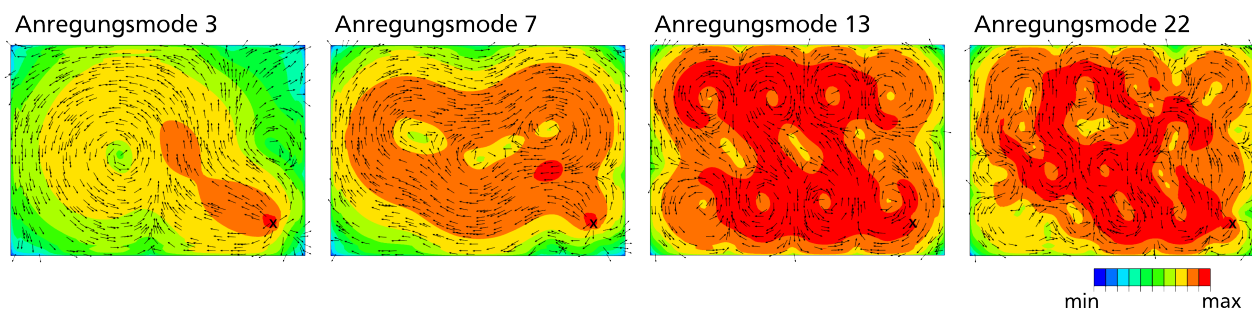 Anregungsmode 3
Anregungsmode 7
Anregungsmode 13
Anregungsmode 22
x
x
x
x
min
max